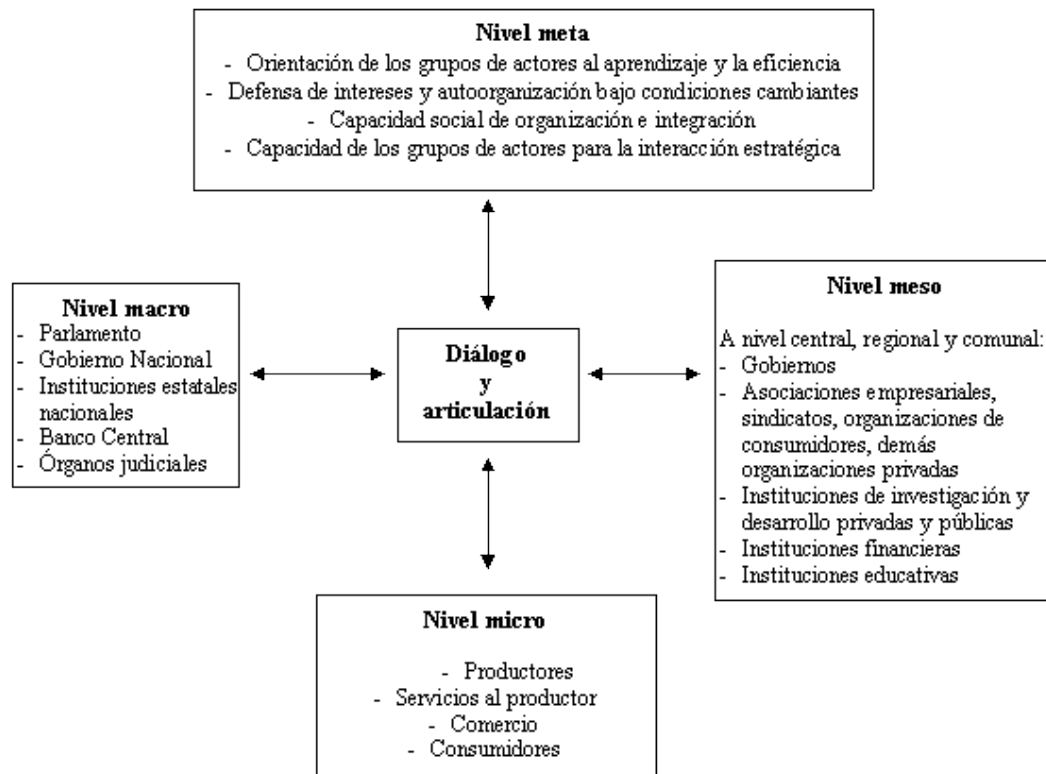 Nivel meta
- Orientación de los grupos de actores al aprendizaje y la eficiencia
- Defensa de intereses y autoorganización bajo condiciones cambiantes
- Capacidad social de organización e integración
- Capacidad de los grupos de actores para la interacción estratégica
Nivel macro
- Parlamento
- Gobierno Nacional
- Instituciones estatales
nacionales
- Banco Central
- Órganos judiciales
Diálogo
y
articulación
Nivel meso
A nivel central, regional y comunal:
- Gobiernos
- Asociaciones empresariales,
sindicatos, organizaciones de
consumidores, demás
organizaciones privadas
- Instituciones de investigación y
desarrollo privadas y públicas
- Instituciones financieras
- Instituciones educativas
Nivel micro
- Productores
- Servicios al productor
- Comercio
- Consumidores